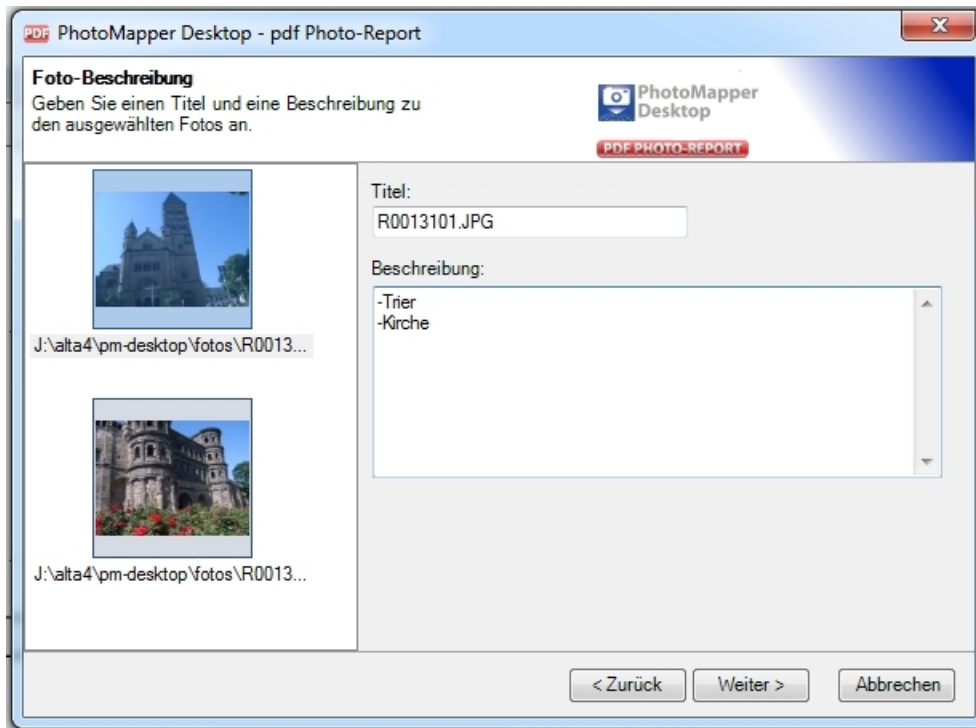 PDF PhotoMapper Desktop - pdf Photo-Report
Foto-Beschreibung
Geben Sie einen Titel und eine Beschreibung zu
den ausgewählten Fotos an.
PhotoMapper
Desktop
PDF PHOTO-REPORT
J:\alta4\pm-desktop\fotos\R0013...
J:\alta4\pm-desktop\fotos\R0013...
Titel:
R0013101.JPG
Beschreibung:
-Trier
-Kirche
< Zurück Weiter > Abbrechen